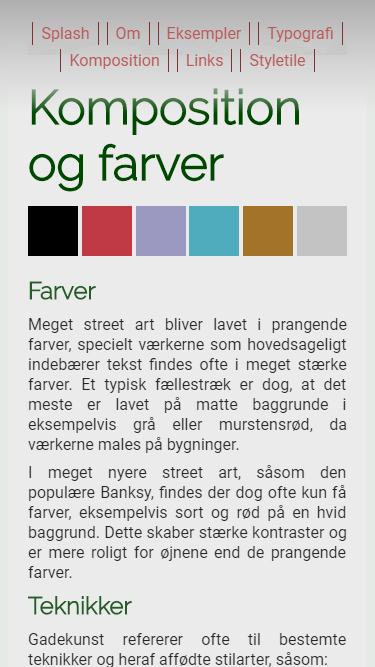 Splash Om Eksempler Typografi
Komposition Links Styletile
Komposition
og farver
Farver
Meget street art bliver lavet i prangende
farver, specielt værkerne som hovedsageligt
indebærer tekst findes ofte i meget stærke
farver. Et typisk fællestræk er dog, at det
meste er lavet på matte baggrunde i
eksempelvis grå eller murstensrød, da
værkerne males på bygninger.
I meget nyere street art, såsom den
populære Banksy, findes der dog ofte kun få
farver, eksempelvis sort og rød på en hvid
baggrund. Dette skaber stærke kontraster og
er mere roligt for øjnene end de prangende
farver.
Teknikker
Gadekunst refererer ofte til bestemte
teknikker og heraf affødte stilarter, såsom: